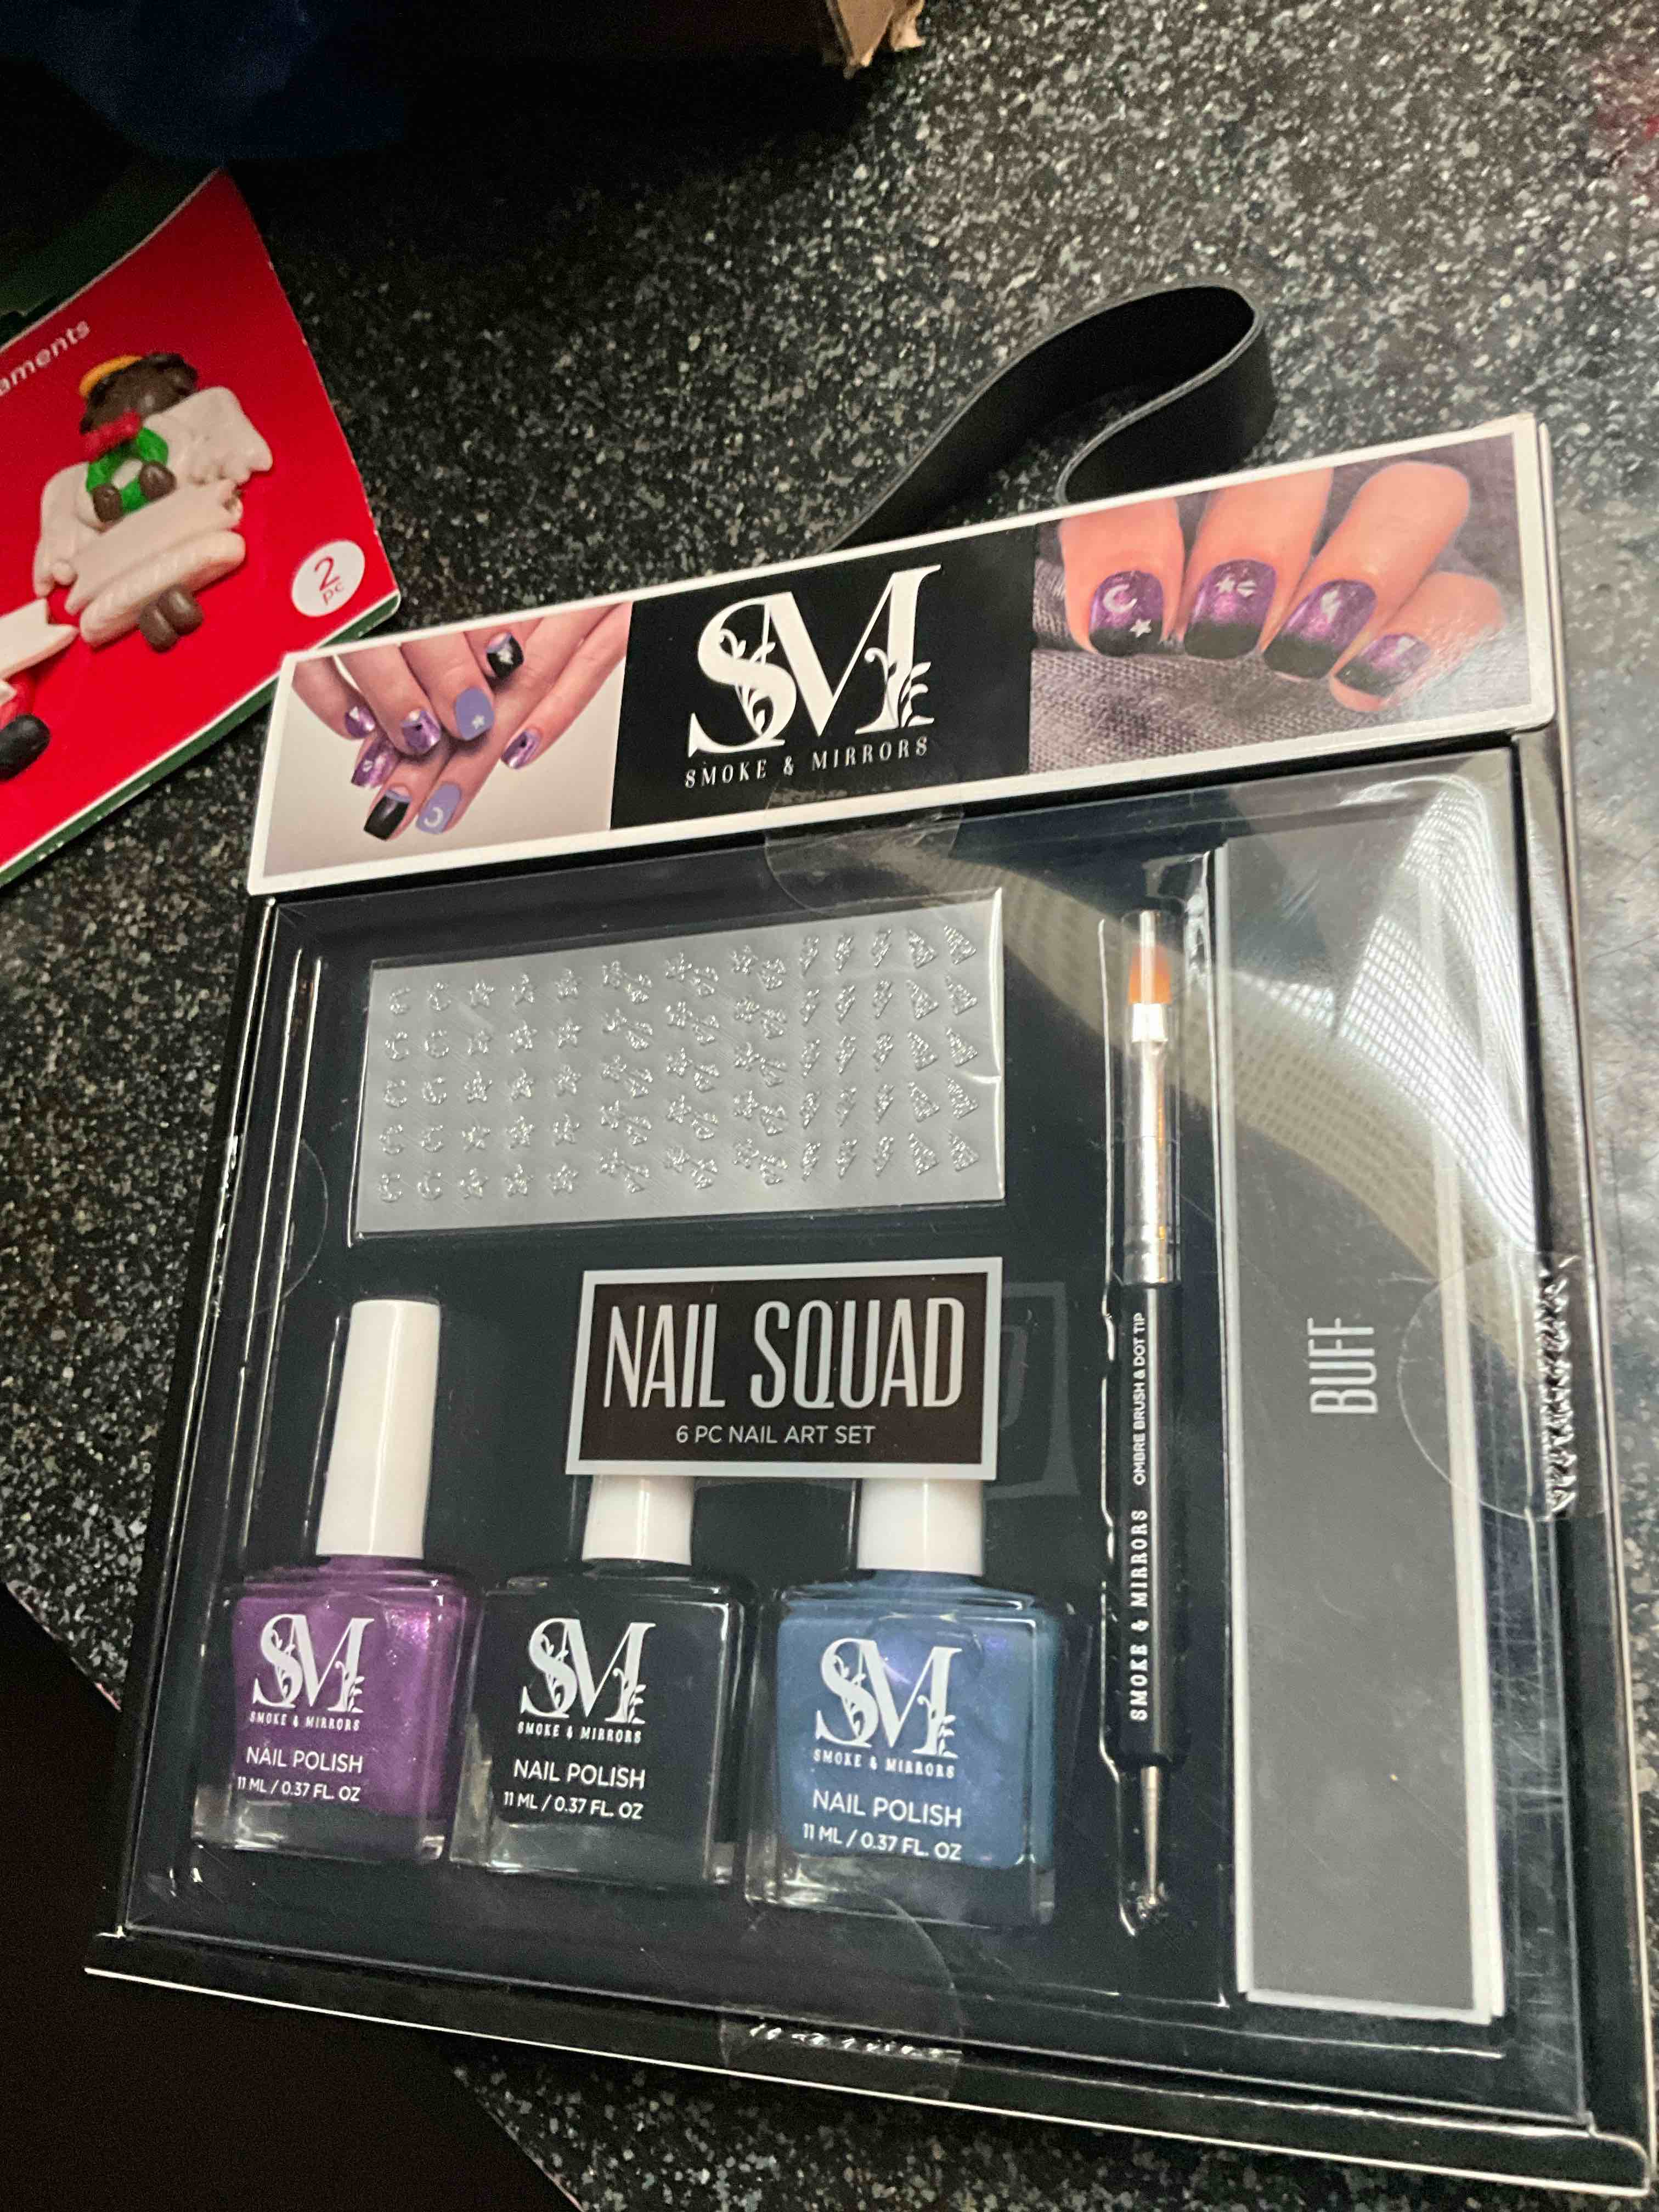 2
pc
SM
SMOKE & MIRRORS
NAIL SQUAD
6 PC NAIL ART SET
OMBRE BRUSH & DOT TIP
SMOKE & MIRRORS
BUFF
SM
SMOKE & MIRRORS
NAIL POLISH
11 ML / 0.37 FL. OZ
SM
SMOKE & MIRRORS
NAIL POLISH
11 ML / 0.37 FL. OZ
SM
SMOKE & MIRRORS
NAIL POLISH
11 ML / 0.37 FL. OZ